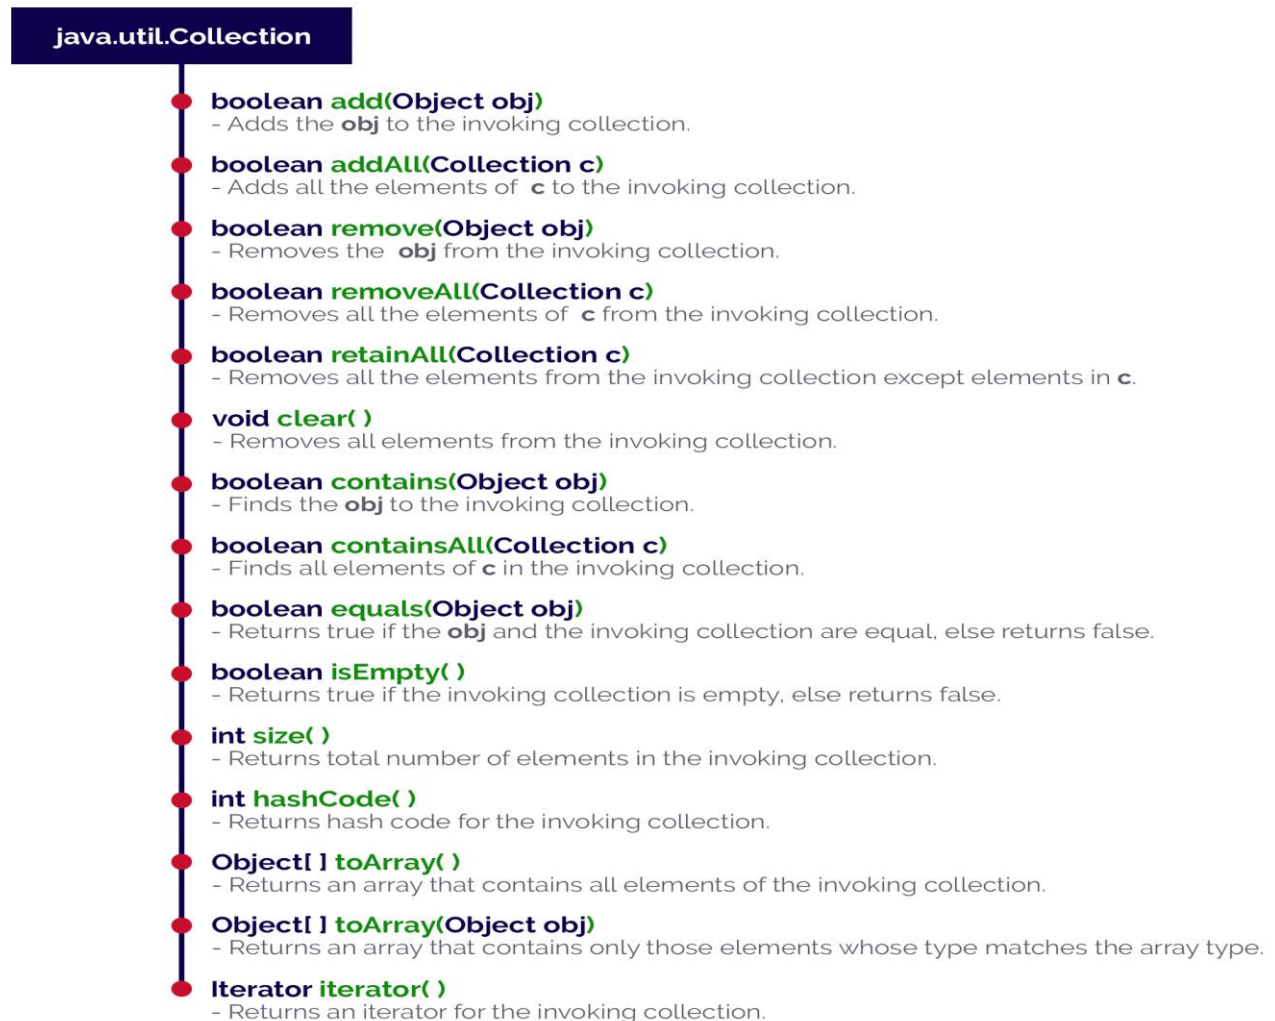 java.util.Collection
boolean add(Object obj)
- Adds the obj to the invoking collection.
boolean addAll(Collection c)
- Adds all the elements of c to the invoking collection.
boolean remove(Object obj)
- Removes the obj from the invoking collection.
boolean removeAll(Collection c)
- Removes all the elements of c from the invoking collection.
boolean retainAll(Collection c)
- Removes all the elements from the invoking collection except elements in c.
void clear( )
- Removes all elements from the invoking collection.
boolean contains(Object obj)
- Finds the obj to the invoking collection.
boolean containsAll(Collection c)
- Finds all elements of c in the invoking collection.
boolean equals(Object obj)
- Returns true if the obj and the invoking collection are equal, else returns false.
boolean isEmpty( )
- Returns true if the invoking collection is empty, else returns false.
int size( )
- Returns total number of elements in the invoking collection.
int hashCode( )
- Returns hash code for the invoking collection.
Object[ ] toArray( )
- Returns an array that contains all elements of the invoking collection.
Object[ ] toArray(Object obj)
- Returns an array that contains only those elements whose type matches the array type.
Iterator iterator( )
- Returns an iterator for the invoking collection.